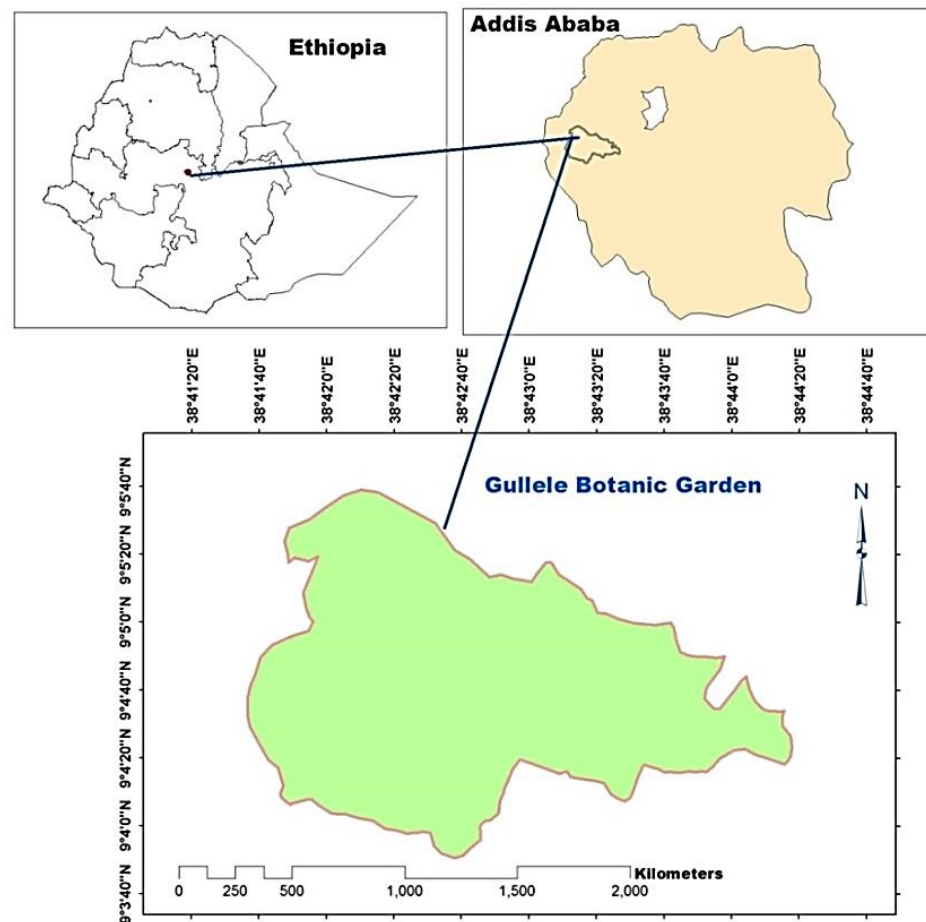 Ethiopia
Addis Ababa
38°41'20"E
38°41'40"E
38°42'0"E
38°42'20"E
38°42'40"E
38°43'0"E
38°43'20"E
38°43'40"E
38°44'0"E
38°44'20"E
38°44'40"E
Gullele Botanic Garden
N
9°5'40"N
9°5'20"N
9°5'0"N
9°4'40"N
9°4'20"N
9°4'0"N
9°3'40"N
Kilometers
0 250 500 1,000 1,500 2,000